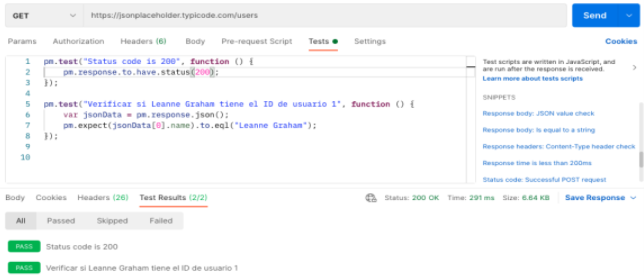 GET https://jsonplaceholder.typicode.com/users Send
Params Authorization Headers (6) Body Pre-request Script Tests Settings Cookies
1 pm.test("Status code is 200", function () {
2 pm.response.to.have.status(200);
3 });
4
5 pm.test("Verificar si Leanne Graham tiene el ID de usuario 1", function () {
6 var jsonData = pm.response.json();
7 pm.expect(jsonData[0].name).to.eql("Leanne Graham");
8 });
9
10
Test scripts are written in JavaScript, and
are run after the response is received.
Learn more about tests scripts
SNIPPETS
Response body: JSON value check
Response body: Is equal to a string
Response headers: Content-Type header check
Response time is less than 200ms
Status code: Successful POST request
Body Cookies Headers (26) Test Results (2/2) Status: 200 OK Time: 291 ms Size: 6.64 KB Save Response
All Passed Skipped Failed
PASS Status code is 200
PASS Verificar si Leanne Graham tiene el ID de usuario 1